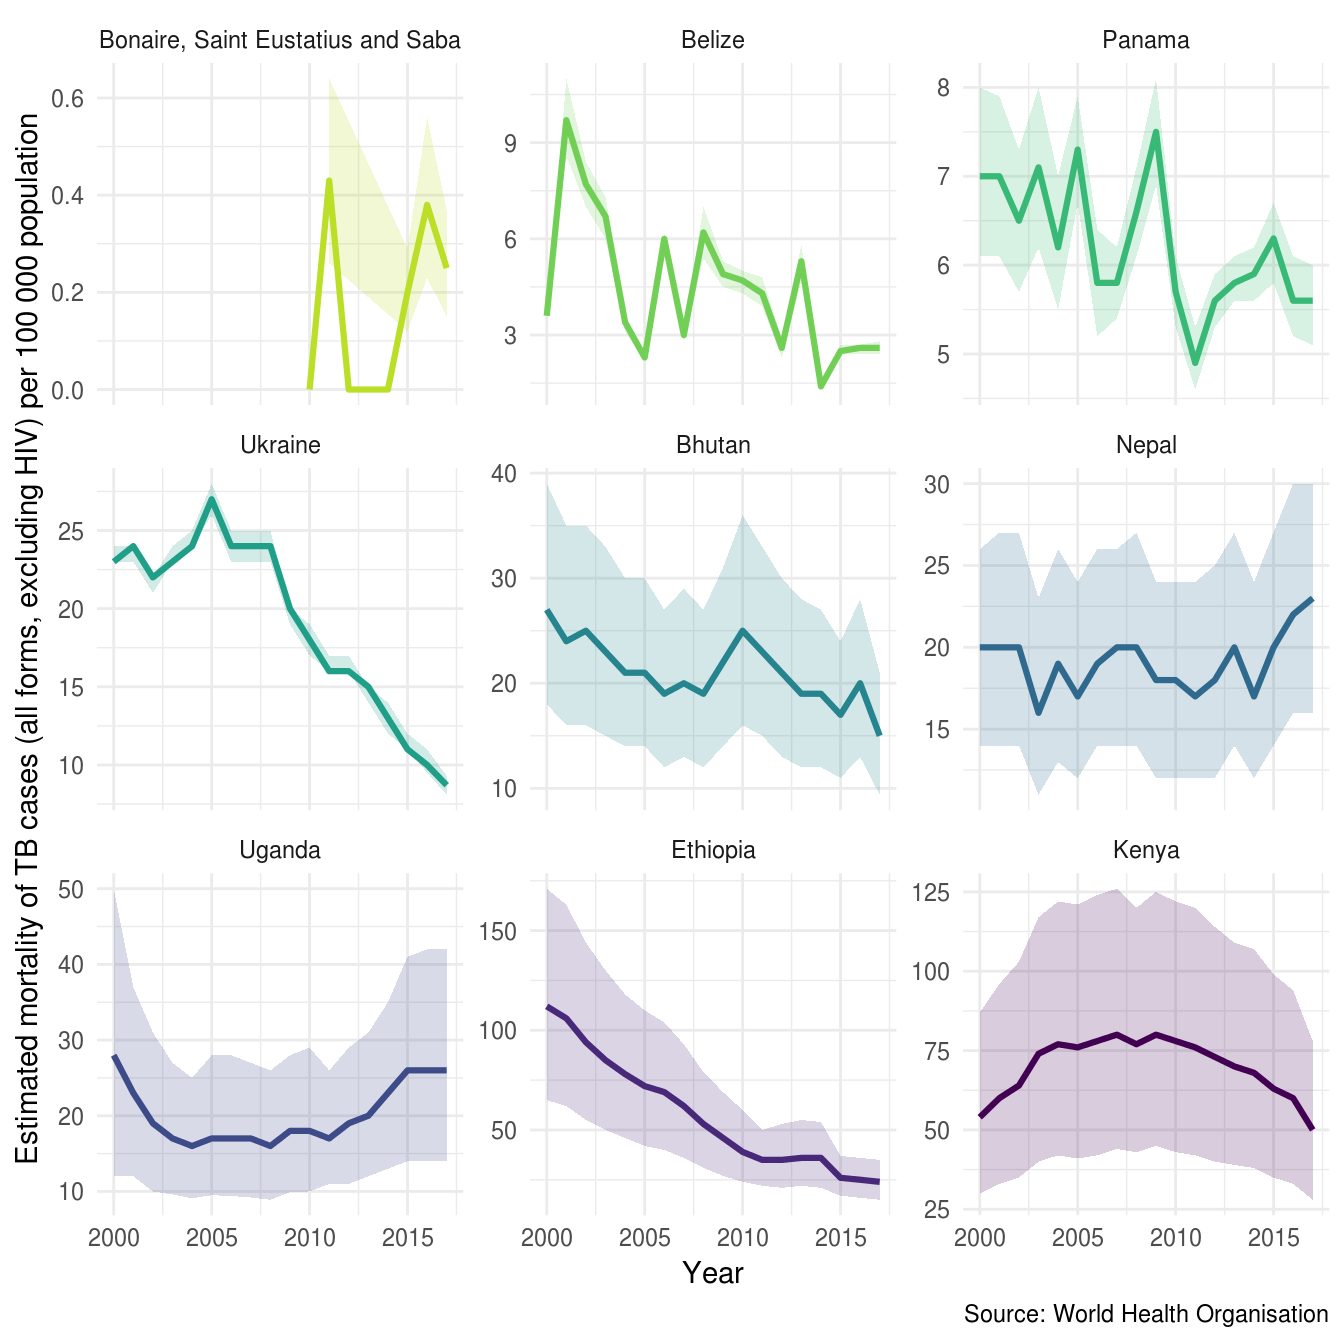 Estimated mortality of TB cases (all forms, excluding HIV) per 100 000 population
Bonaire, Saint Eustatius and Saba
0.6
0.4
0.2
0.0
Belize
9
6
3
Panama
8
7
6
5
Ukraine
25
20
15
10
Bhutan
40
30
20
10
Nepal
30
25
20
15
Uganda
50
40
30
20
10
2000 2005 2010 2015
Ethiopia
150
100
50
2000 2005 2010 2015
Kenya
125
100
75
50
25
2000 2005 2010 2015
Year
Source: World Health Organisation